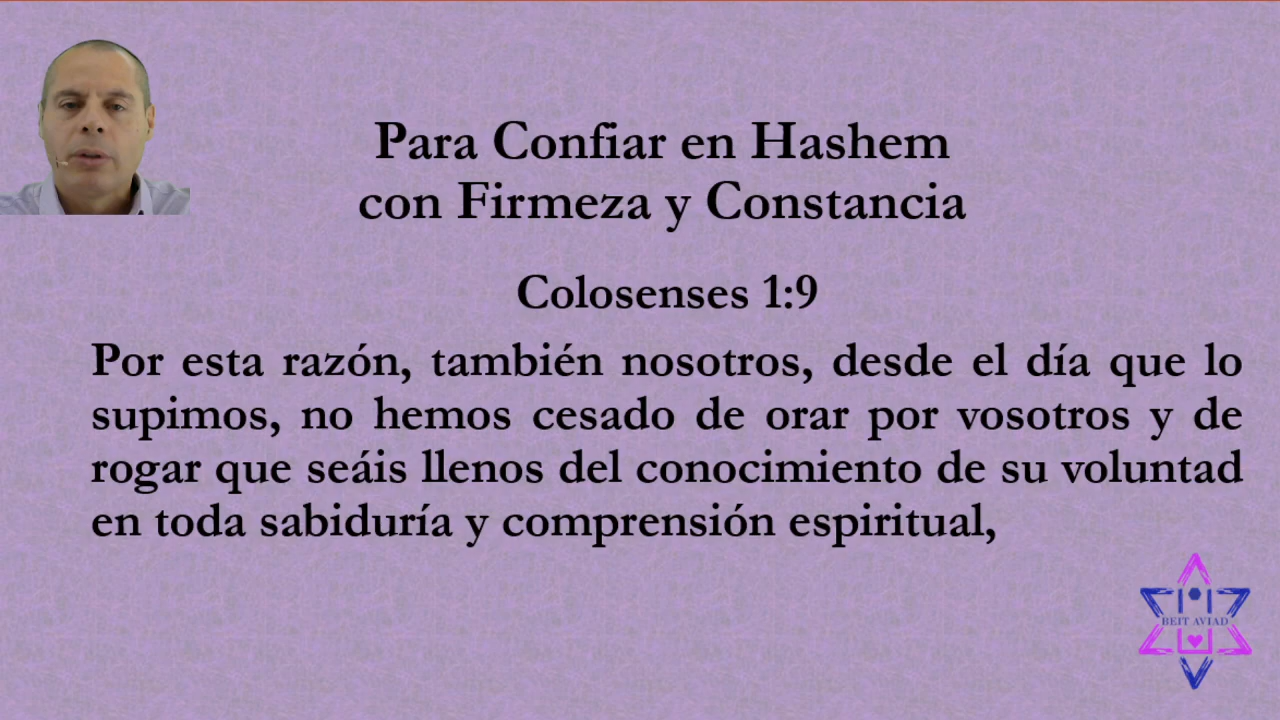 Para Confiar en Hashem
con Firmeza y Constancia
Colosenses 1:9
Por esta razón, también nosotros, desde el día que lo
supimos, no hemos cesado de orar por vosotros y de
rogar que seáis llenos del conocimiento de su voluntad
en toda sabiduría y comprensión espiritual,
BEIT AVIAD